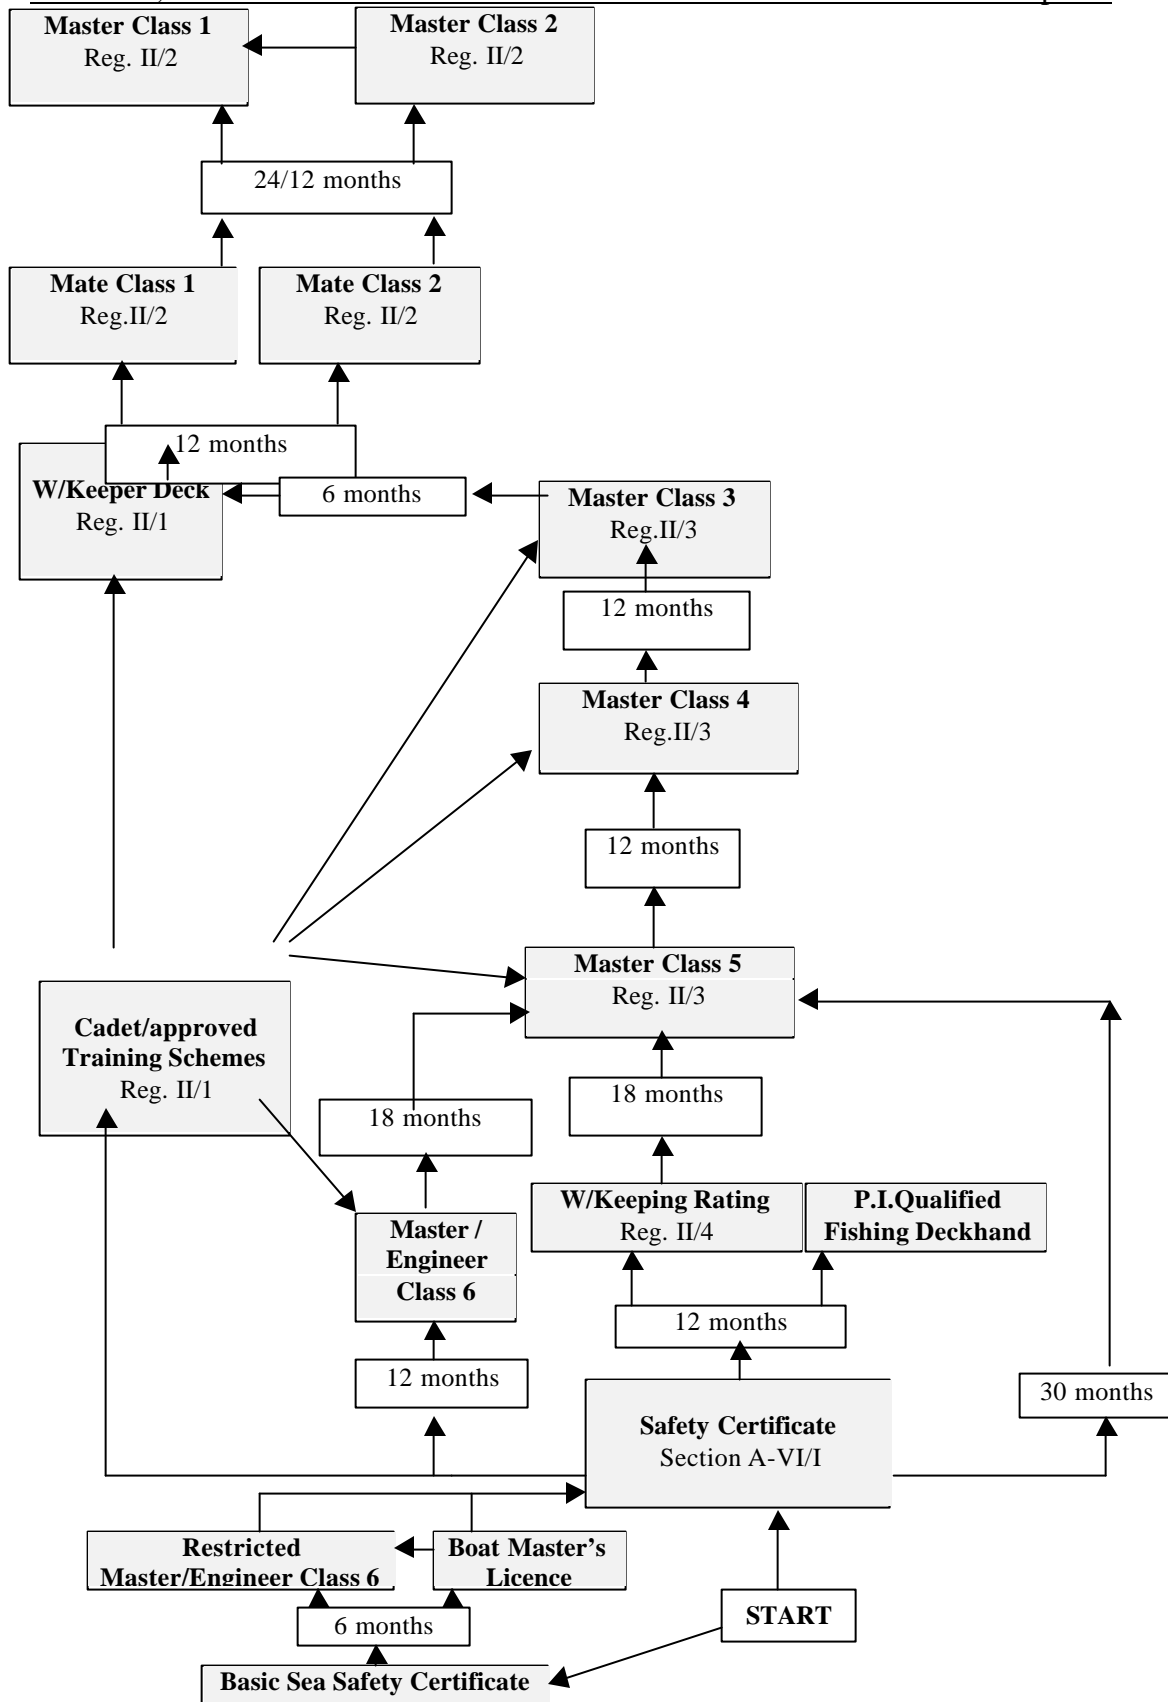 Master Class 1
Reg. II/2
Master Class 2
Reg. II/2
24/12 months
Mate Class 1
Reg.II/2
Mate Class 2
Reg. II/2
12 months
W/Keeper Deck
Reg. II/1
6 months
Master Class 3
Reg.II/3
12 months
Master Class 4
Reg.II/3
12 months
Master Class 5
Reg. II/3
Cadet/approved
Training Schemes
Reg. II/1
18 months
18 months
W/Keeping Rating
Reg. II/4
P.I.Qualified
Fishing Deckhand
Master /
Engineer
Class 6
12 months
12 months
30 months
Safety Certificate
Section A-VI/I
Restricted
Master/Engineer Class 6
Boat Master’s
Licence
START
6 months
Basic Sea Safety Certificate